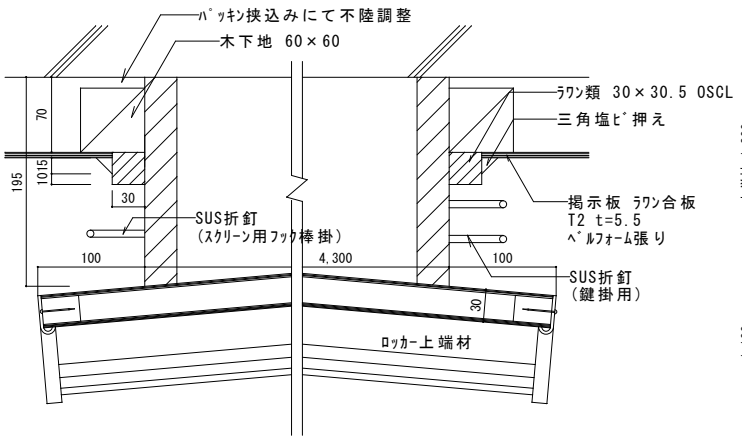 ﾊﾟｯｷﾝ挟込みにて不陸調整
木下地 60×60
ﾗﾜﾝ類 30×30.5 OSCL
三角塩ﾋﾞ押え
70
195
15
10
30
掲示板 ﾗﾜﾝ合板
T2 t=5.5
ﾍﾞﾙﾌｫｰﾑ張り
SUS折釘
(ｽｸﾘｰﾝ用ﾌｯｸ棒掛)
100
4,300
100
SUS折釘
(鍵掛用)
30
ﾛｯｶｰ上端材